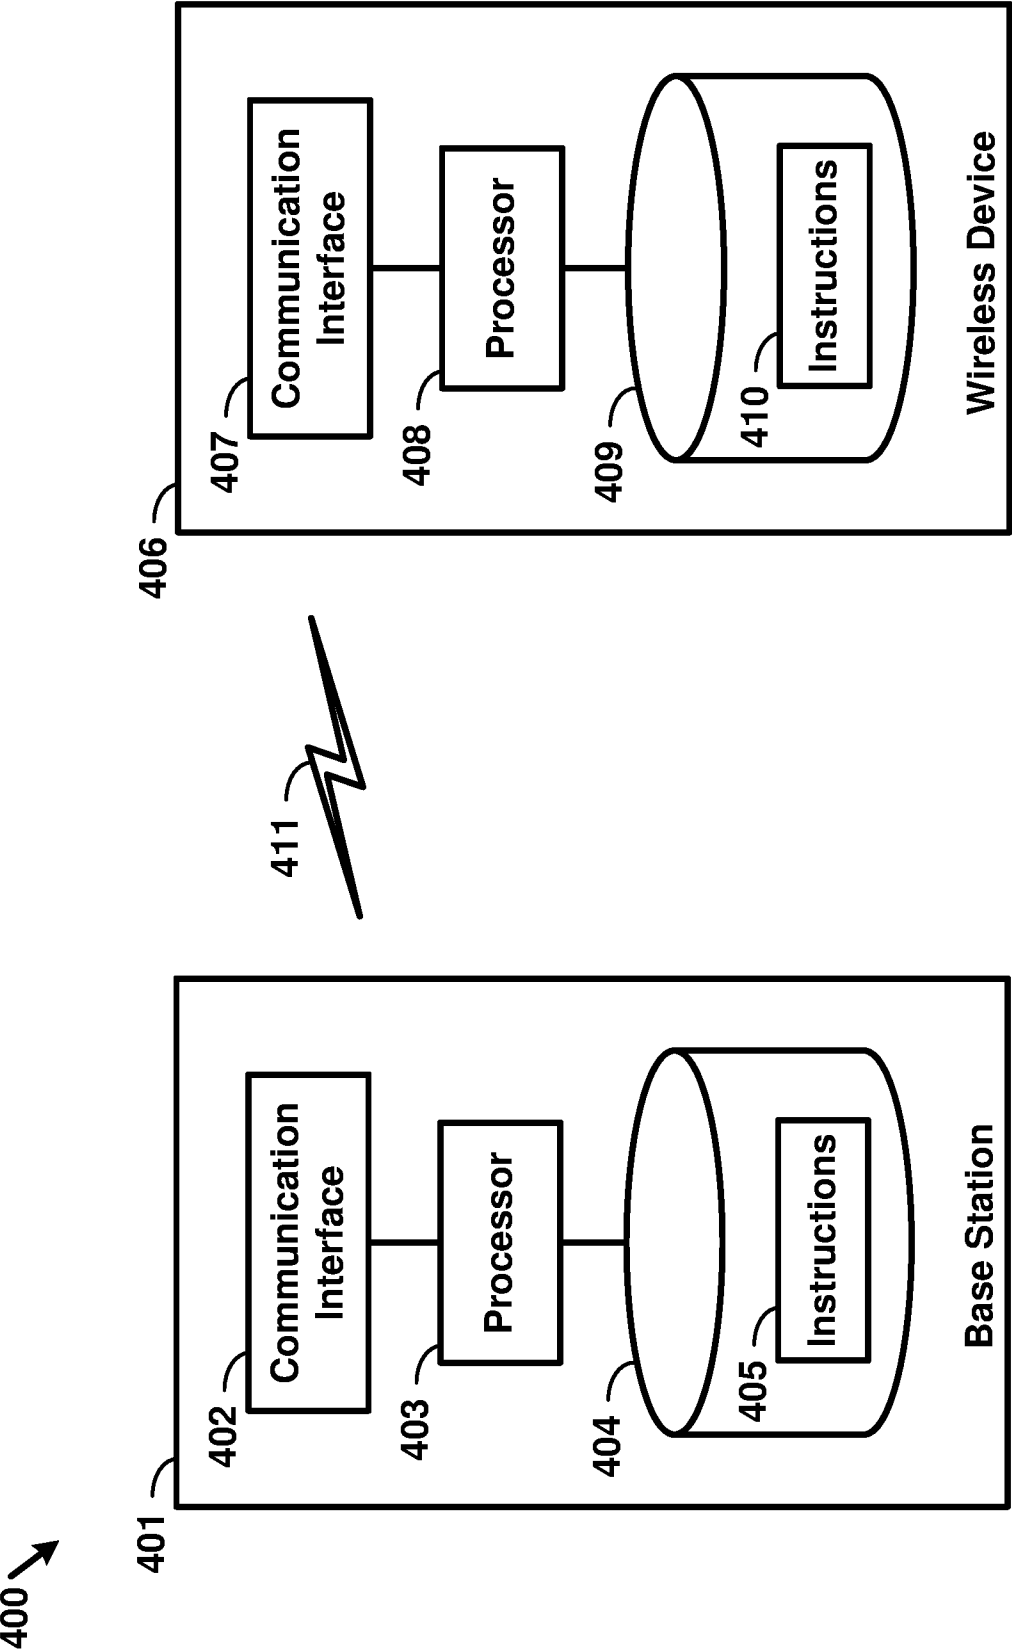 400
401
402
Communication
Interface
403
Processor
404
405
Instructions
Base Station
411
406
407
Communication
Interface
408
Processor
409
410
Instructions
Wireless Device